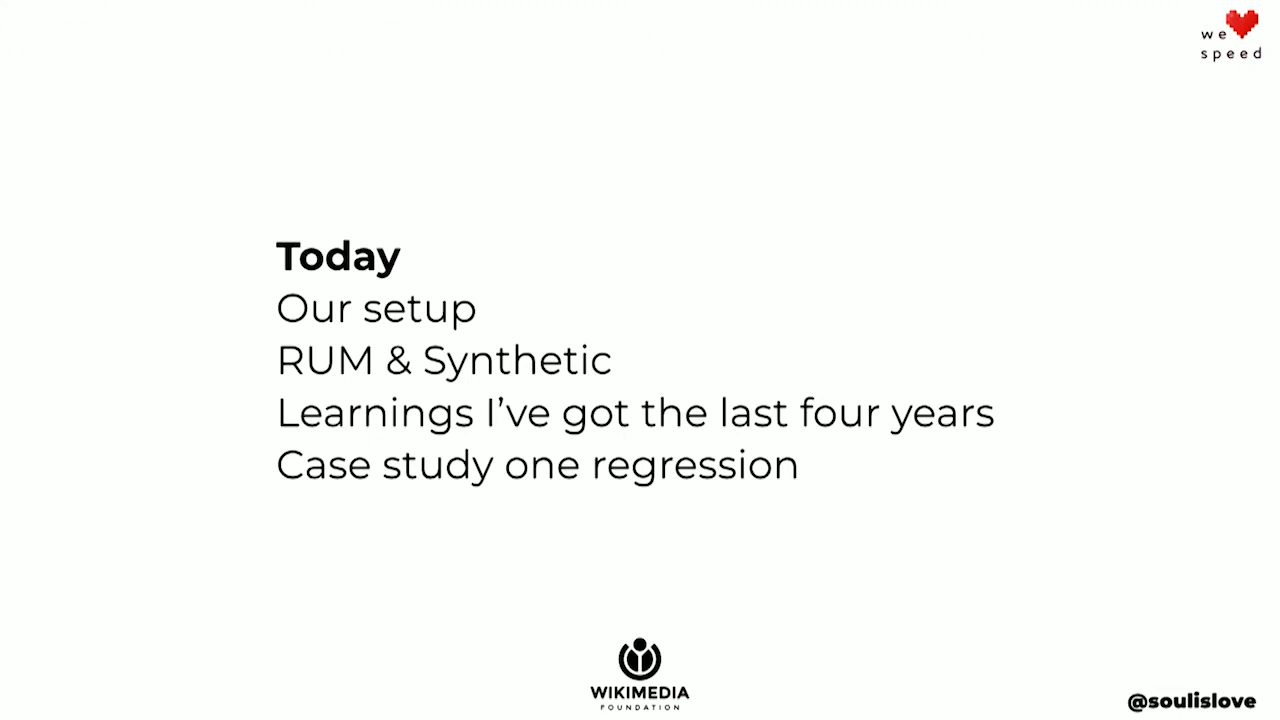 we
speed
Today
Our setup
RUM & Synthetic
Learnings I’ve got the last four years
Case study one regression
WIKIMEDIA
FOUNDATION
@soulislove